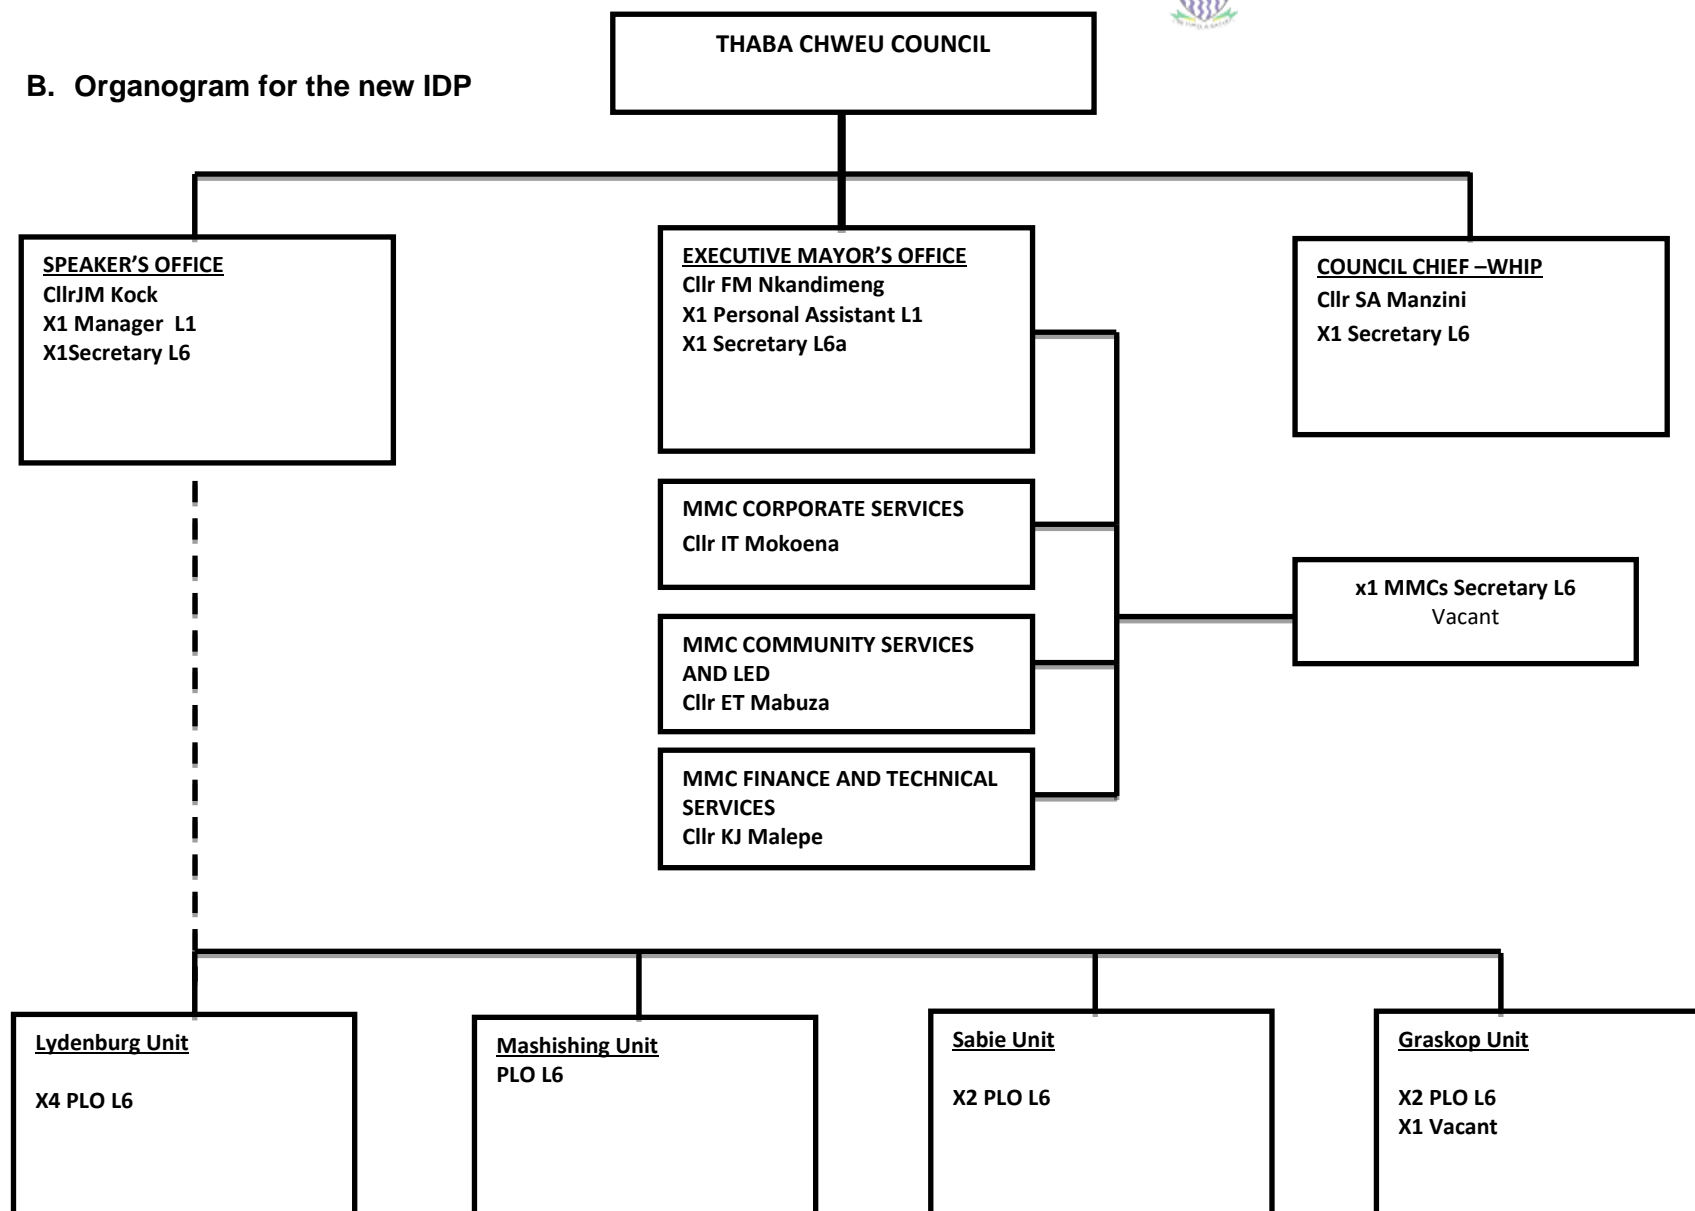 THABA CHWEU COUNCIL
B. Organogram for the new IDP
SPEAKER’S OFFICE
CllrJM Kock
X1 Manager L1
X1Secretary L6
EXECUTIVE MAYOR’S OFFICE
Cllr FM Nkandimeng
X1 Personal Assistant L1
X1 Secretary L6a
COUNCIL CHIEF –WHIP
Cllr SA Manzini
X1 Secretary L6
MMC CORPORATE SERVICES
Cllr IT Mokoena
x1 MMCs Secretary L6
Vacant
MMC COMMUNITY SERVICES
AND LED
Cllr ET Mabuza
MMC FINANCE AND TECHNICAL
SERVICES
Cllr KJ Malepe
Lydenburg Unit
X4 PLO L6
Mashishing Unit
PLO L6
Sabie Unit
X2 PLO L6
Graskop Unit
X2 PLO L6
X1 Vacant